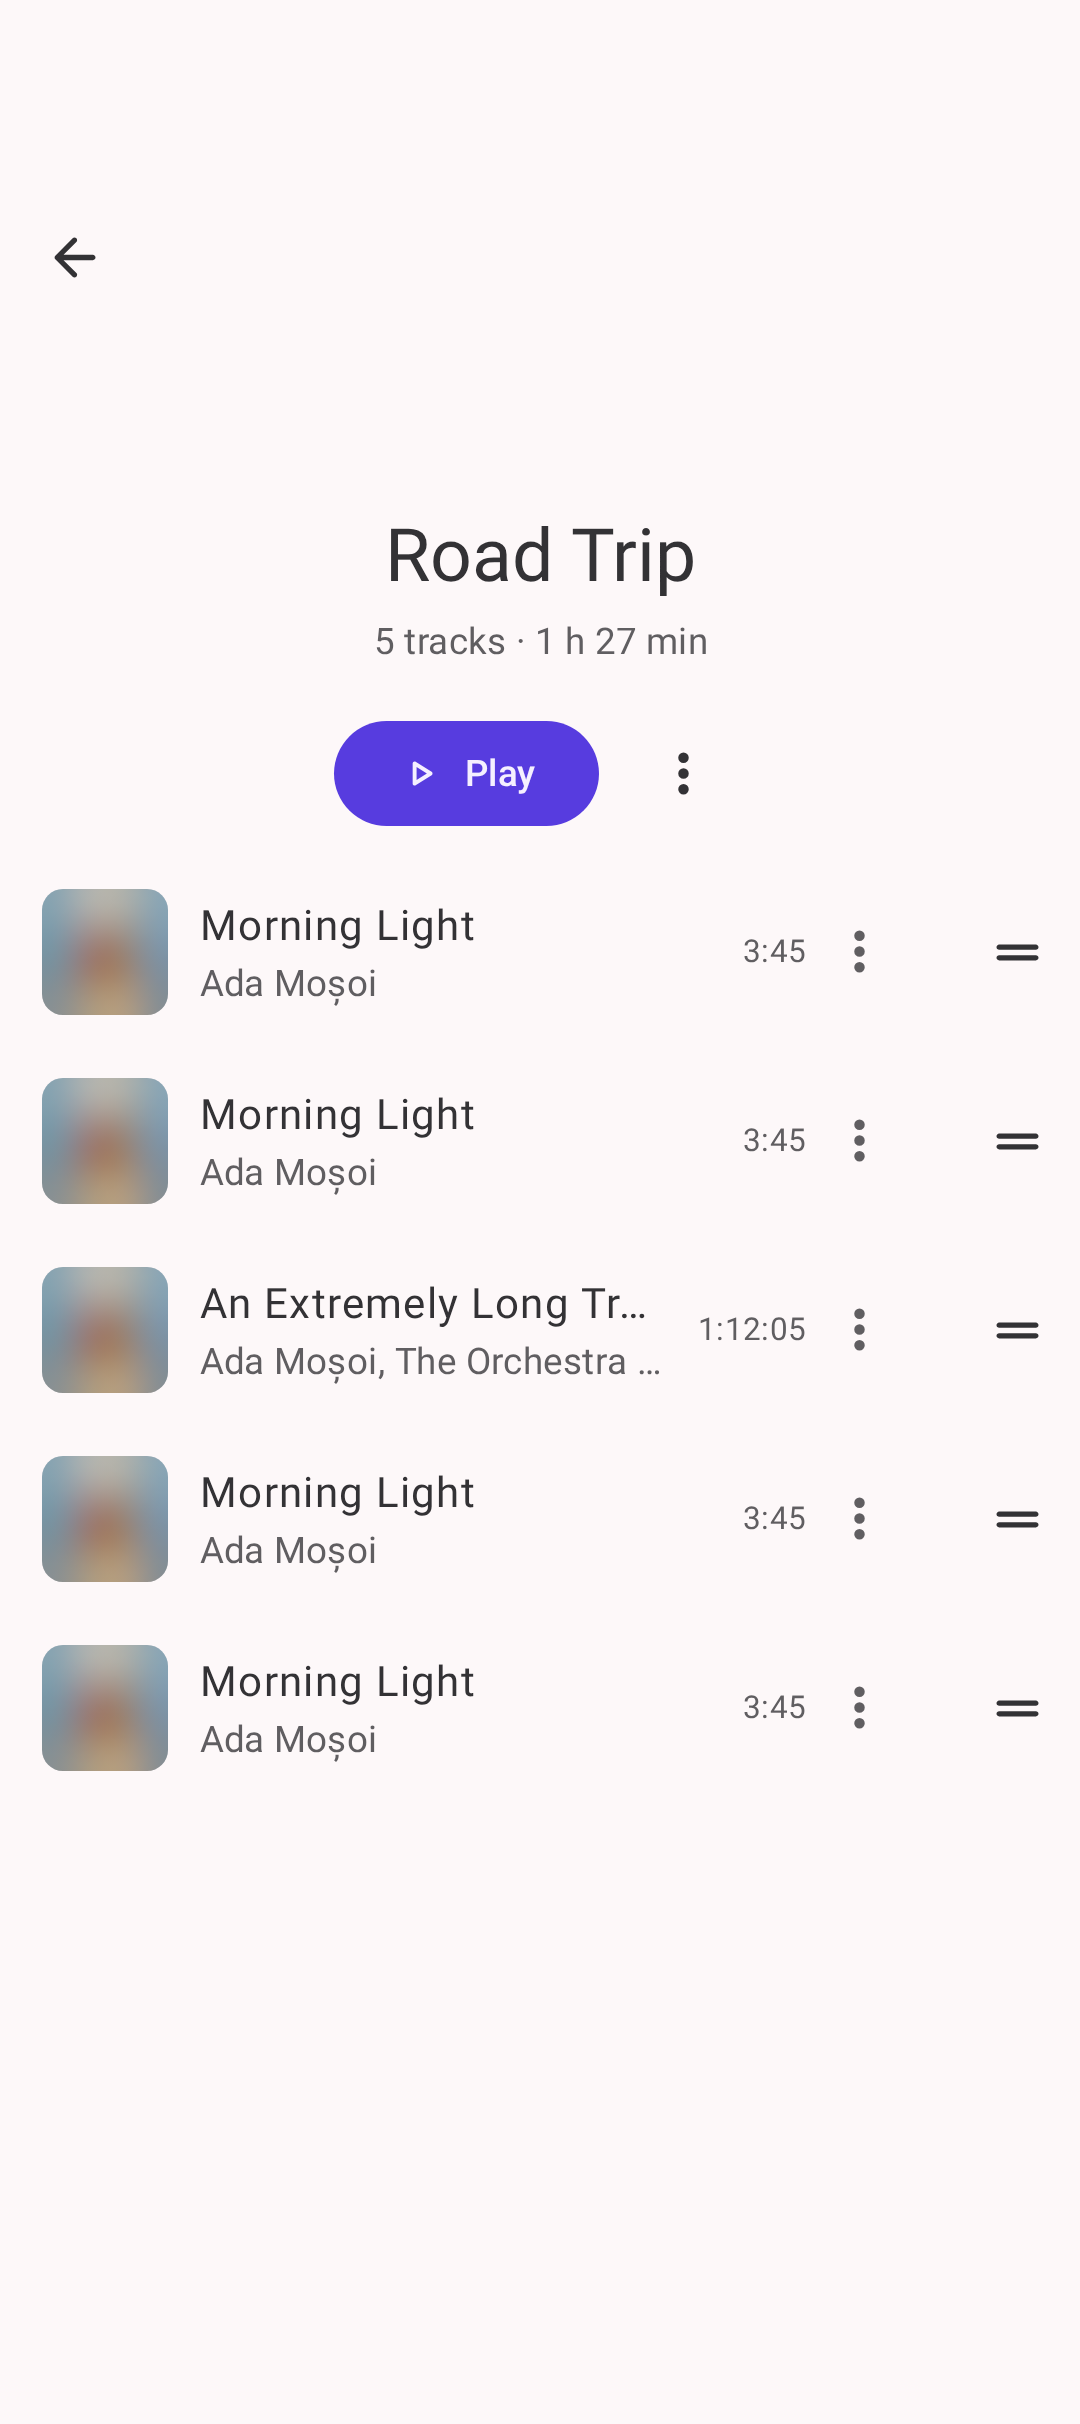 Road Trip
5 tracks · 1 h 27 min
Play
Morning Light
3:45
Ada Moșoi
Morning Light
3:45
Ada Moșoi
An Extremely Long Tr…
1:12:05
Ada Moșoi, The Orchestra …
Morning Light
3:45
Ada Moșoi
Morning Light
3:45
Ada Moșoi